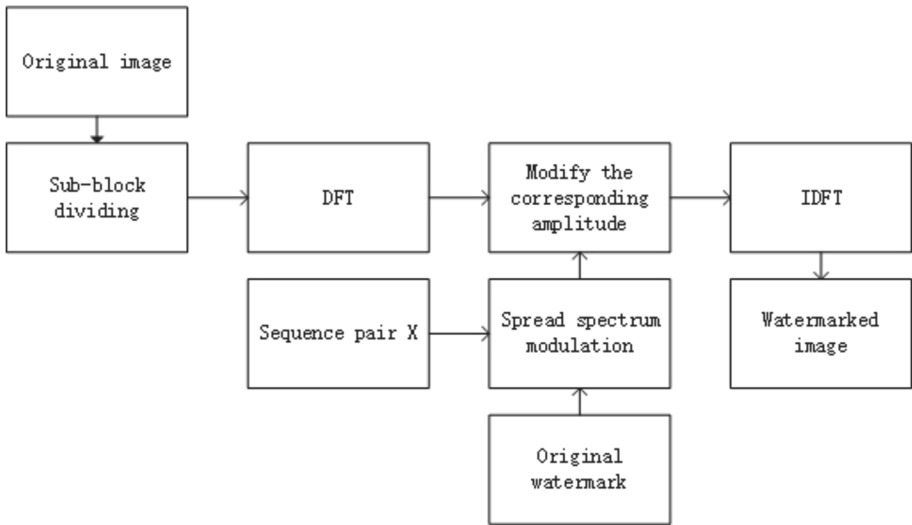 Original image
Sub-block
dividing
DFT
Modify the
corresponding
amplitude
IDFT
Sequence pair X
Spread spectrum
modulation
Watermarked
image
Original
watermark